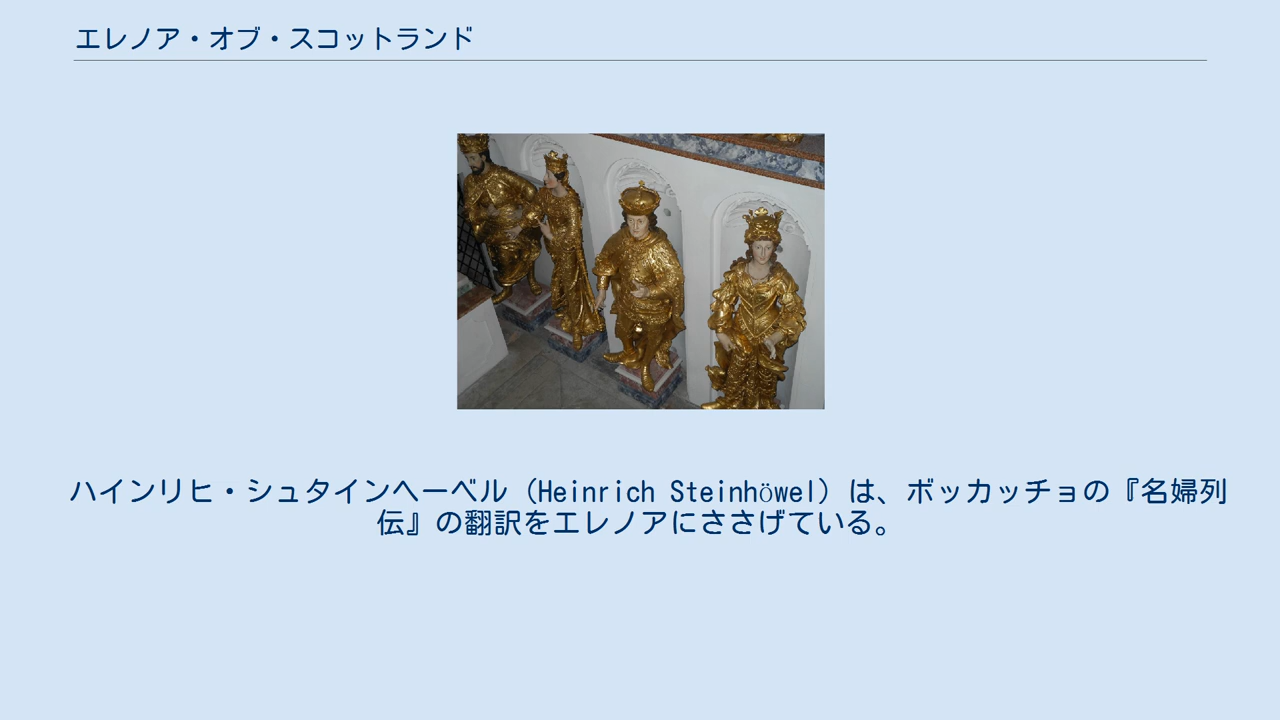 エレノア・オブ・スコットランド
ハインリヒ・シュタインヘーベル（Heinrich Steinhöwel）は、ボッカッチョの『名婦列
伝』の翻訳をエレノアにささげている。